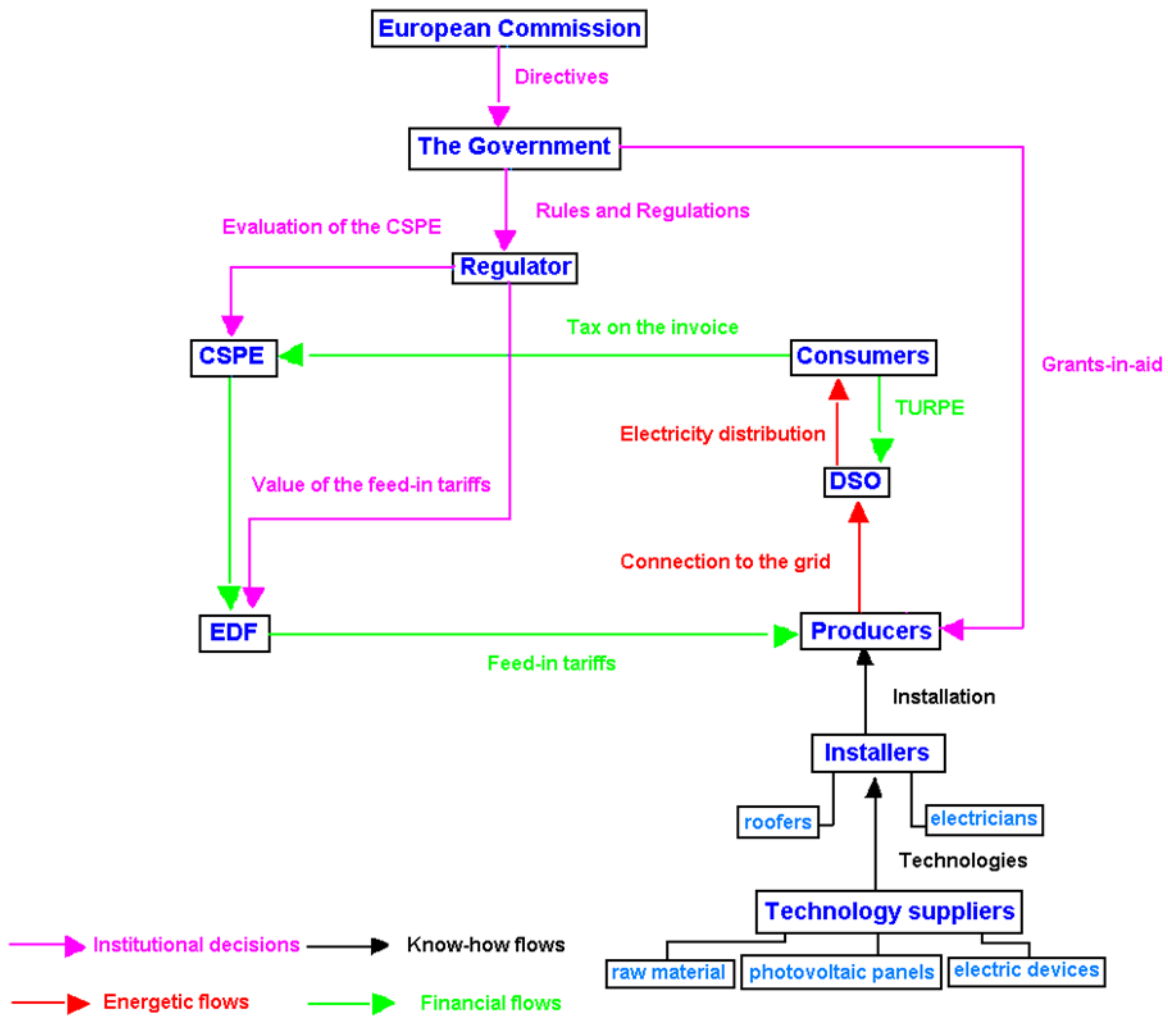 European Commission
Directives
The Government
Rules and Regulations
Evaluation of the CSPE
Regulator
Tax on the invoice
CSPE
Consumers
Grants-in-aid
TURPE
Electricity distribution
DSO
Value of the feed-in tariffs
Connection to the grid
EDF
Producers
Feed-in tariffs
Installation
Installers
roofers
electricians
Technologies
Technology suppliers
raw material
photovoltaic panels
electric devices
Institutional decisions
Know-how flows
Energetic flows
Financial flows